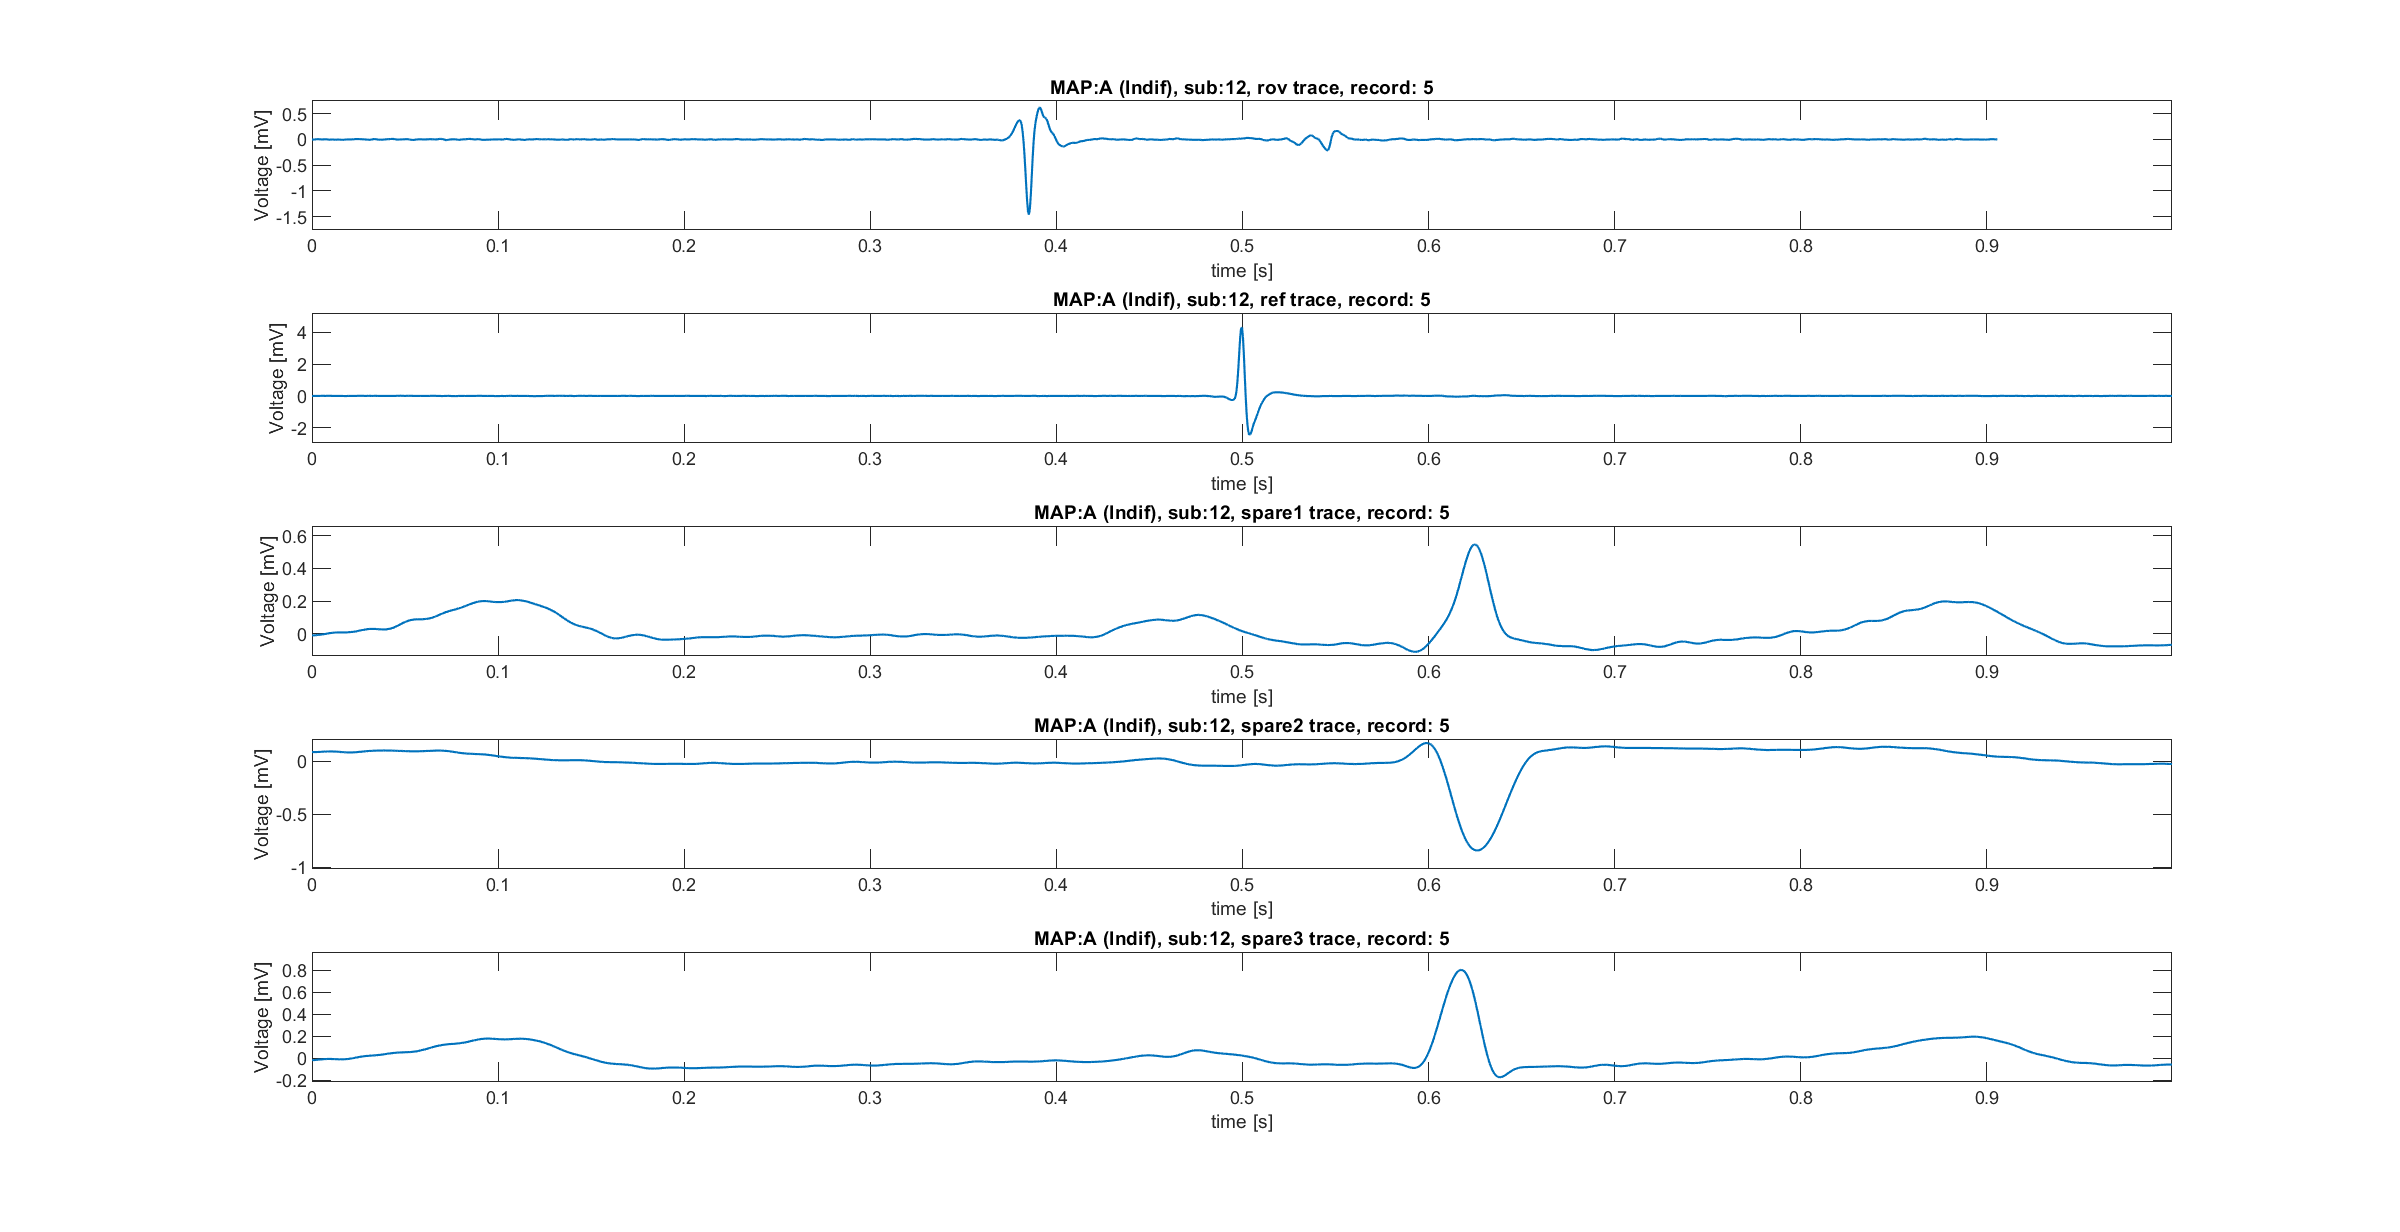 MAP:A (Indif), sub:12, rov trace, record: 5
Voltage [mV]
0.5
0
-0.5
-1
-1.5
0 0.1 0.2 0.3 0.4 0.5 0.6 0.7 0.8 0.9
time [s]
MAP:A (Indif), sub:12, ref trace, record: 5
Voltage [mV]
4
2
0
-2
0 0.1 0.2 0.3 0.4 0.5 0.6 0.7 0.8 0.9
time [s]
MAP:A (Indif), sub:12, spare1 trace, record: 5
Voltage [mV]
0.6
0.4
0.2
0
0 0.1 0.2 0.3 0.4 0.5 0.6 0.7 0.8 0.9
time [s]
MAP:A (Indif), sub:12, spare2 trace, record: 5
Voltage [mV]
0
-0.5
-1
0 0.1 0.2 0.3 0.4 0.5 0.6 0.7 0.8 0.9
time [s]
MAP:A (Indif), sub:12, spare3 trace, record: 5
Voltage [mV]
0.8
0.6
0.4
0.2
0
-0.2
0 0.1 0.2 0.3 0.4 0.5 0.6 0.7 0.8 0.9
time [s]